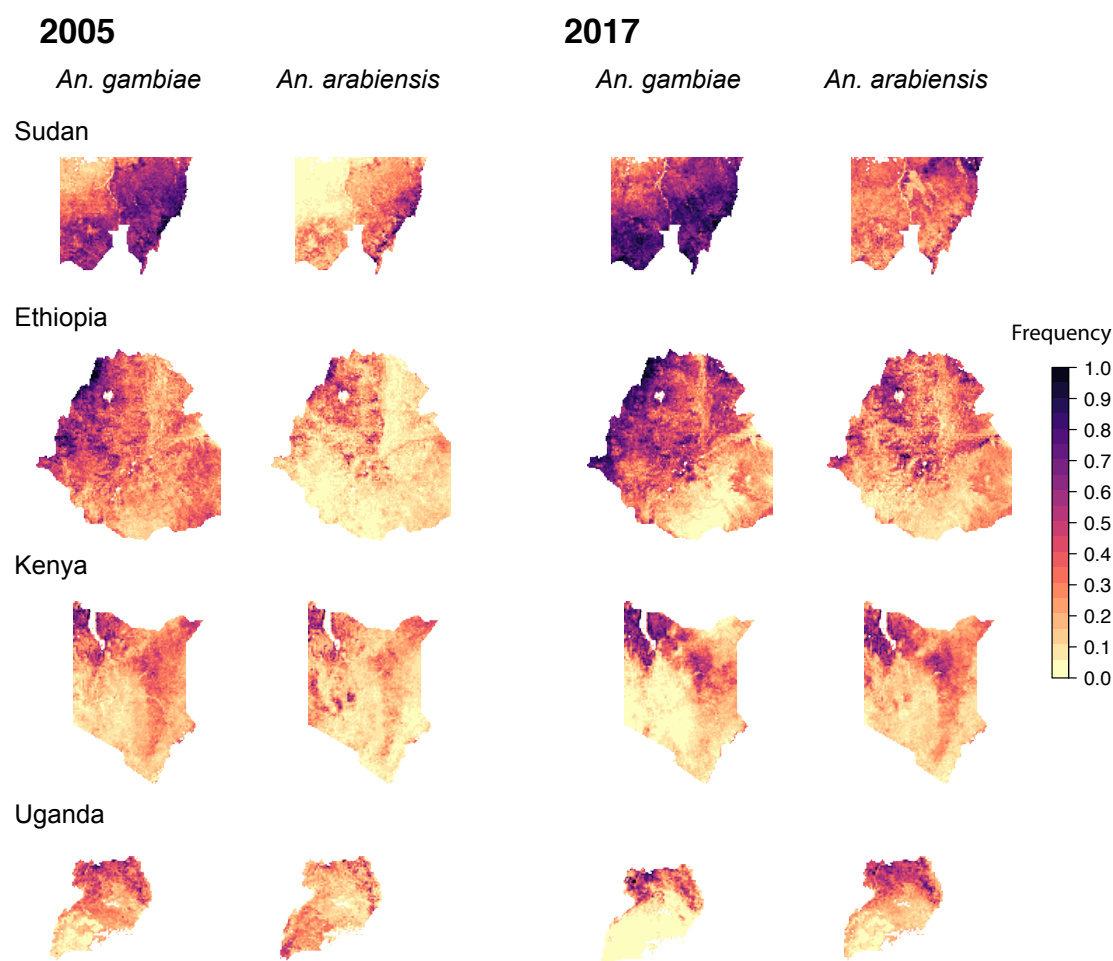 2005
2017
An. gambiae
An. arabiensis
An. gambiae
An. arabiensis
Sudan
Ethiopia
Frequency
1.0
0.9
0.8
0.7
0.6
0.5
0.4
0.3
0.2
0.1
0.0
Kenya
Uganda